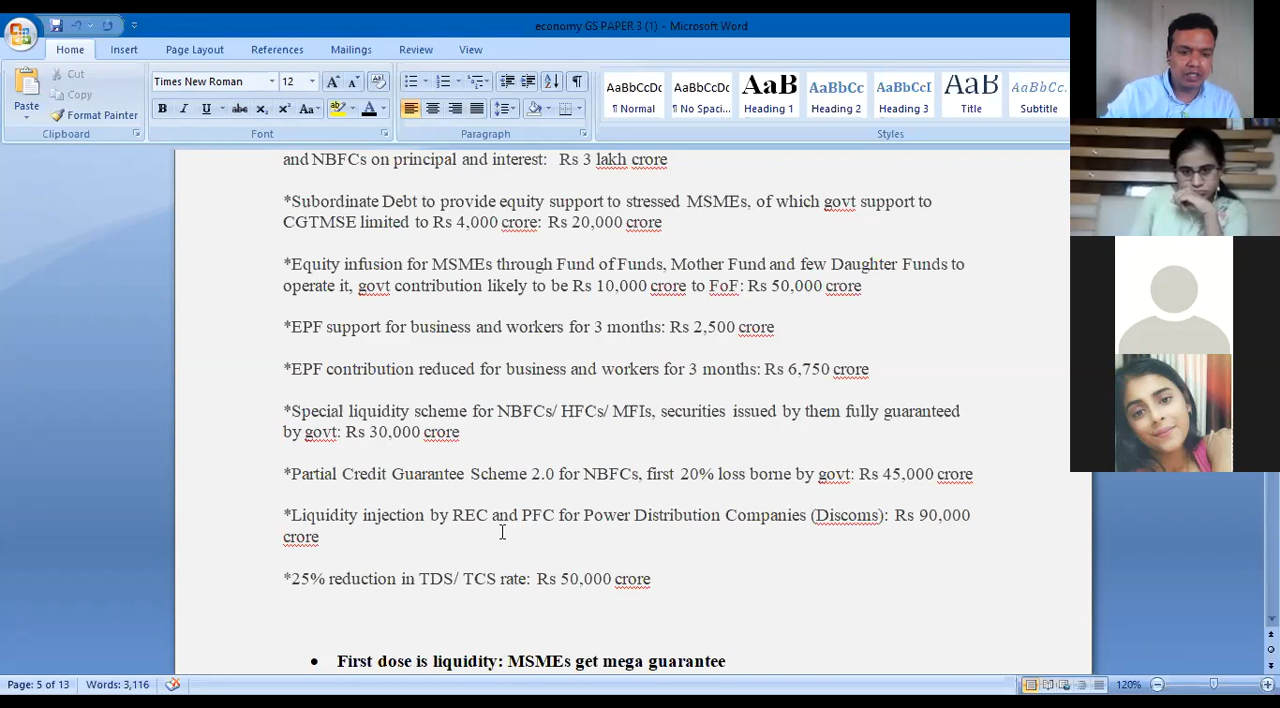 economy GS PAPER 3 (1) - Microsoft Word
Home Insert Page Layout References Mailings Review View
Cut
Copy
Format Painter
Paste
Times New Roman 12
AaBbCcDc AaBbCcDc AaBbC AaBbCc AaBbCcI AaB AaBbCc.
¶ Normal ¶ No Spaci... Heading 1 Heading 2 Heading 3 Title Subtitle
Clipboard Font Paragraph Styles
and NBFCs on principal and interest: Rs 3 lakh crore
*Subordinate Debt to provide equity support to stressed MSMEs, of which govt support to
CGTMSE limited to Rs 4,000 crore: Rs 20,000 crore
*Equity infusion for MSMEs through Fund of Funds, Mother Fund and few Daughter Funds to
operate it, govt contribution likely to be Rs 10,000 crore to FoF: Rs 50,000 crore
*EPF support for business and workers for 3 months: Rs 2,500 crore
*EPF contribution reduced for business and workers for 3 months: Rs 6,750 crore
*Special liquidity scheme for NBFCs/ HFCs/ MFIs, securities issued by them fully guaranteed
by govt: Rs 30,000 crore
*Partial Credit Guarantee Scheme 2.0 for NBFCs, first 20% loss borne by govt: Rs 45,000 crore
*Liquidity injection by REC and PFC for Power Distribution Companies (Discoms): Rs 90,000
crore
*25% reduction in TDS/ TCS rate: Rs 50,000 crore
• First dose is liquidity: MSMEs get mega guarantee
Page: 5 of 13 Words: 3,116 120%